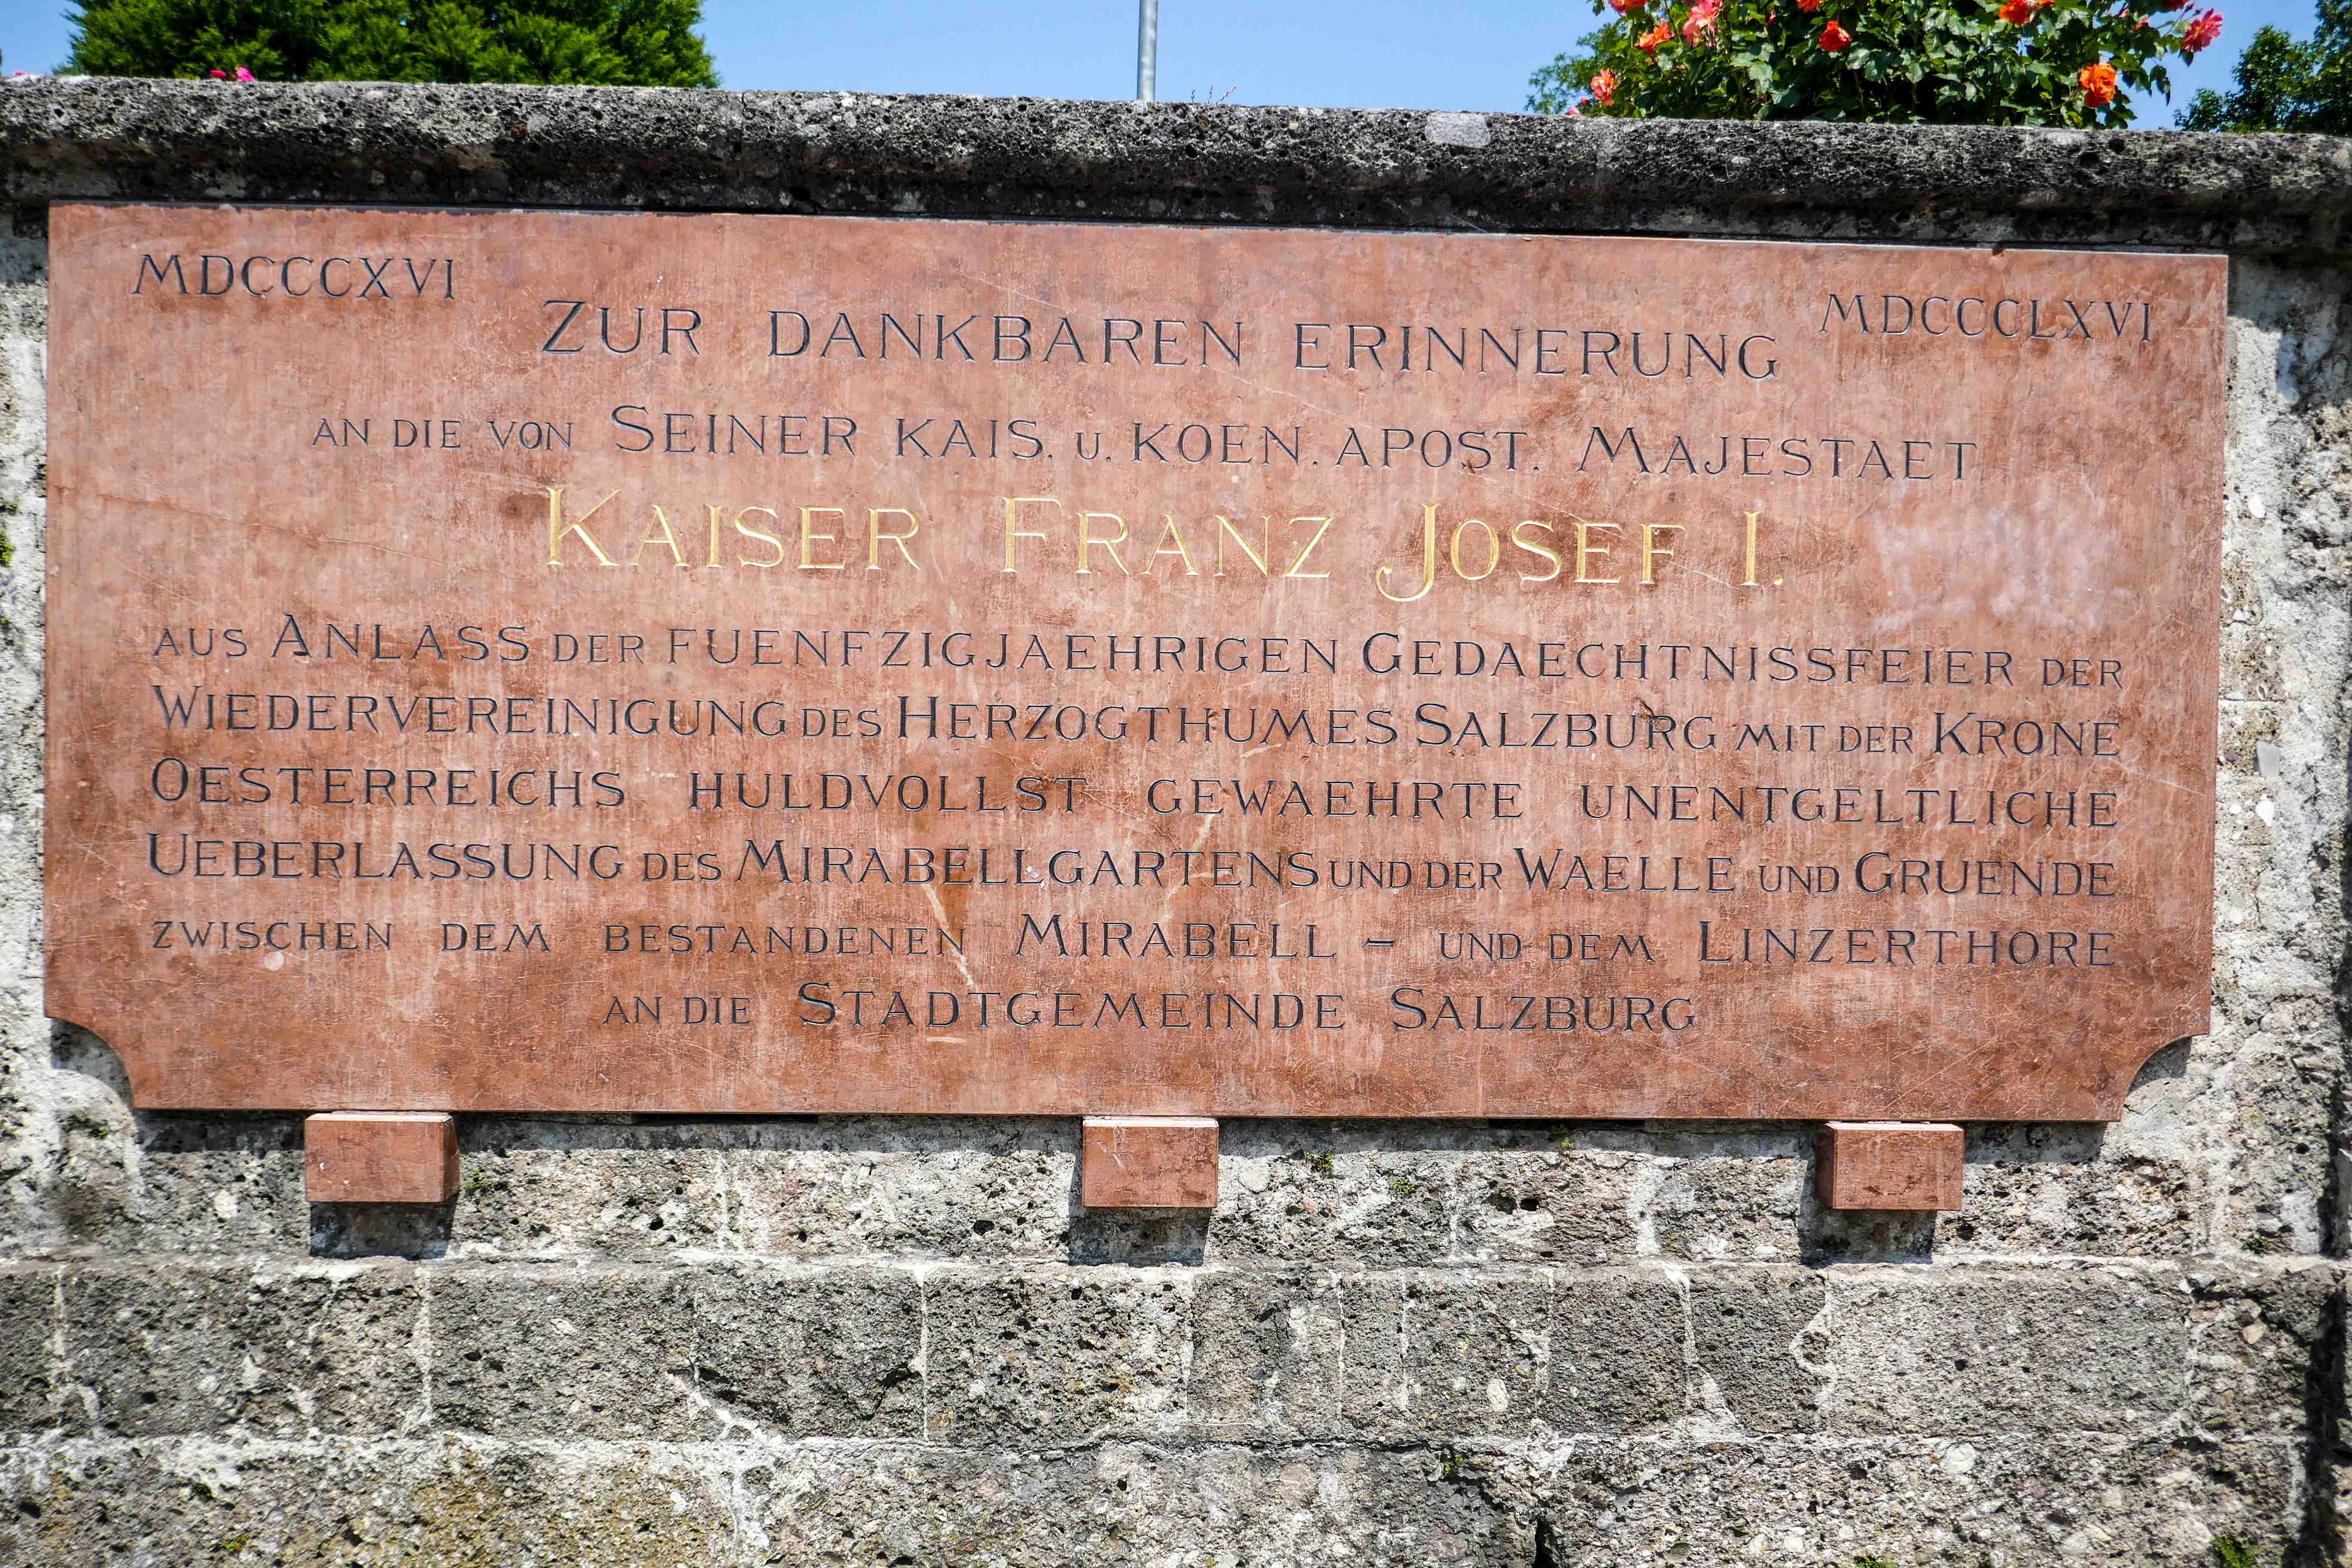 MDCCCXVI
MDCCCLXVI
ZUR DANKBAREN ERINNERUNG
AN DIE VON SEINER KAIS. U. KOEN. APOST. MAJESTAET
KAISER FRANZ JOSEF I.
AUS ANLASS DER FUENFZIGJAEHRIGEN GEDAECHTNISSFEIER DER
WIEDERVEREINIGUNG DES HERZOGTHUMES SALZBURG MIT DER KRONE
OESTERREICHS HULDVOLLST GEWAEHRTE UNENTGELTLICHE
UEBERLASSUNG DES MIRABELLGARTENS UND DER WAELLE UND GRUENDE
ZWISCHEN DEM BESTANDENEN MIRABELL – UND DEM LINZERTHORE
AN DIE STADTGEMEINDE SALZBURG